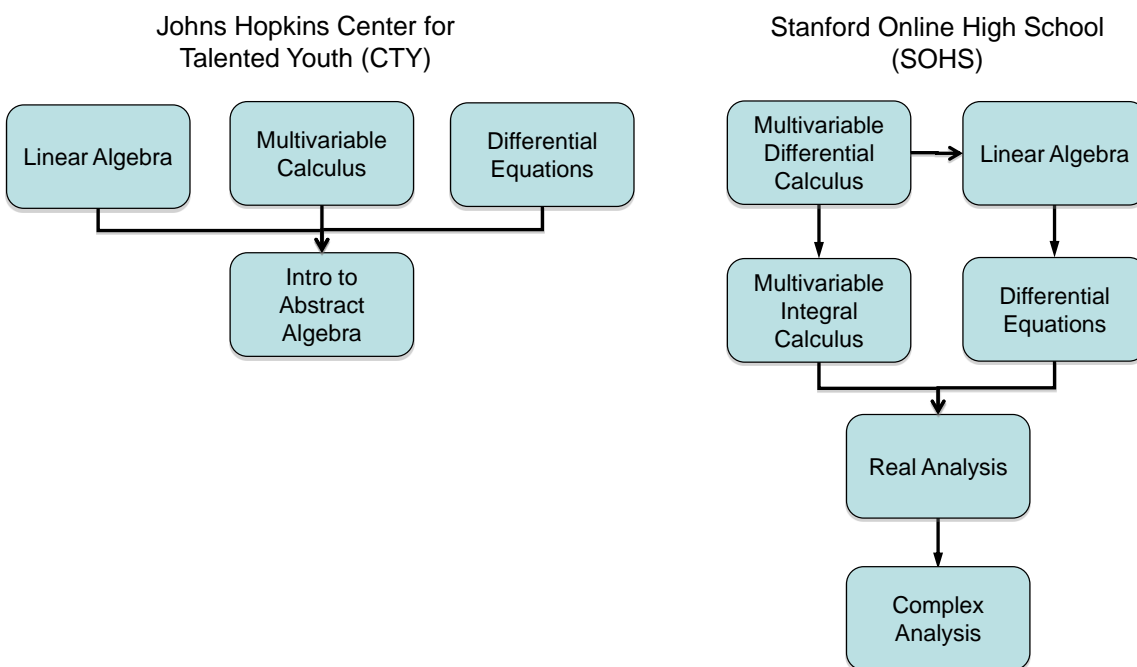 Johns Hopkins Center for
Talented Youth (CTY)
Linear Algebra
Multivariable
Calculus
Differential
Equations
Intro to
Abstract
Algebra
Stanford Online High School
(SOHS)
Multivariable
Differential
Calculus
Linear Algebra
Multivariable
Integral
Calculus
Differential
Equations
Real Analysis
Complex
Analysis